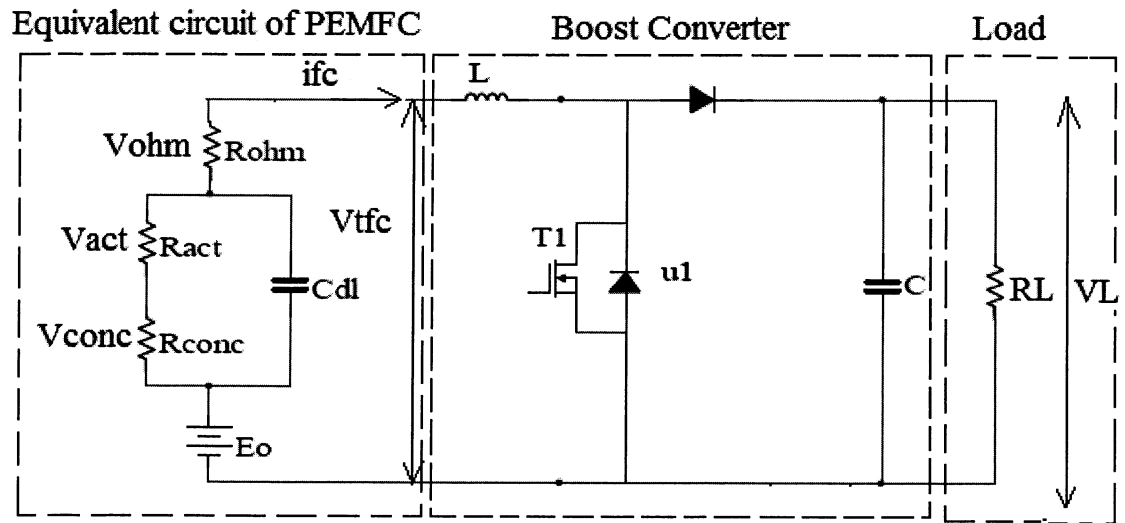 Equivalent circuit of PEMFC
Boost Converter
Load
ifc
L
Vohm
Rohm
Vtfc
Vact
Ract
Cdl
T1
u1
C
RL
VL
Vconc
Rconc
Eo